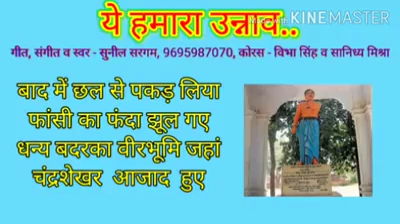 Made with KINEMASTER
ये हमारा उन्नाव..
गीत, संगीत व स्वर - सुनील सरगम, 9695987070, कोरस - विभा सिंह व सानिध्य मिश्रा
बाद में छल से पकड़ लिया
फांसी का फंदा झूल गए
धन्य बदरका वीरभूमि जहां
चंद्रशेखर आजाद हुए